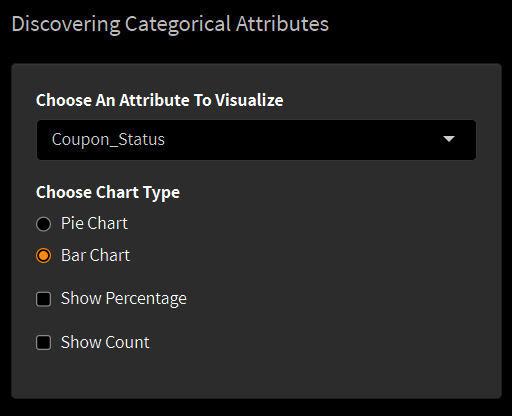 Discovering Categorical Attributes
Choose An Attribute To Visualize
Coupon_Status
Choose Chart Type
Pie Chart
Bar Chart
Show Percentage
Show Count